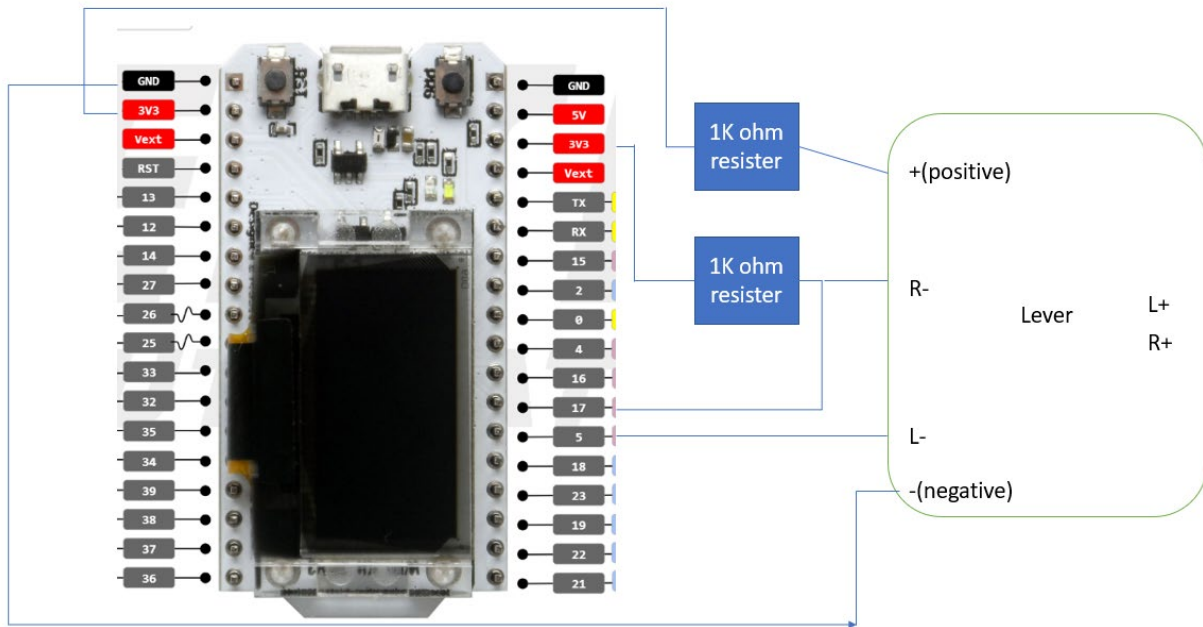 GND
3V3
Vext
RST
13
12
14
27
26
25
33
32
35
34
39
38
37
36
GND
5V
3V3
Vext
TX
RX
15
2
0
4
16
17
5
18
23
19
22
21
1K ohm
resister
1K ohm
resister
+(positive)
R-
Lever
L+
R+
L-
-(negative)